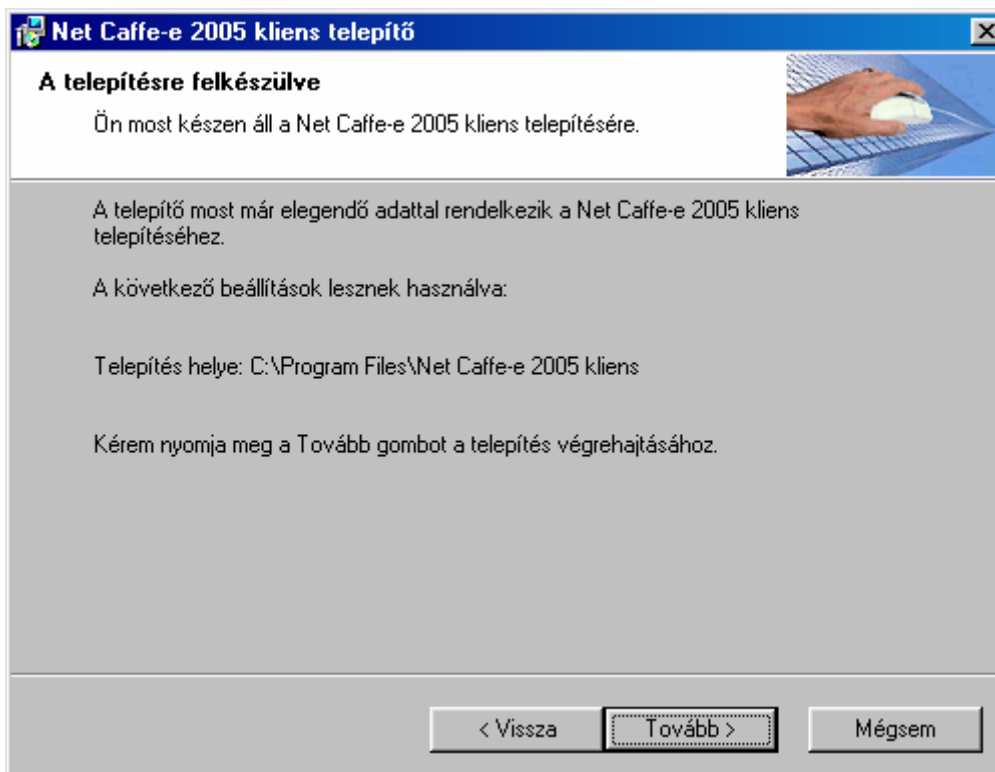 Net Caffe-e 2005 kliens telepítő
A telepítésre felkészülve
Ön most készen áll a Net Caffe-e 2005 kliens telepítésére.
A telepítő most már elegendő adattal rendelkezik a Net Caffe-e 2005 kliens
telepítéséhez.
A következő beállítások lesznek használva:
Telepítés helye: C:\Program Files\Net Caffe-e 2005 kliens
Kérem nyomja meg a Tovább gombot a telepítés végrehajtásához.
< Vissza
Tovább >
Mégsem